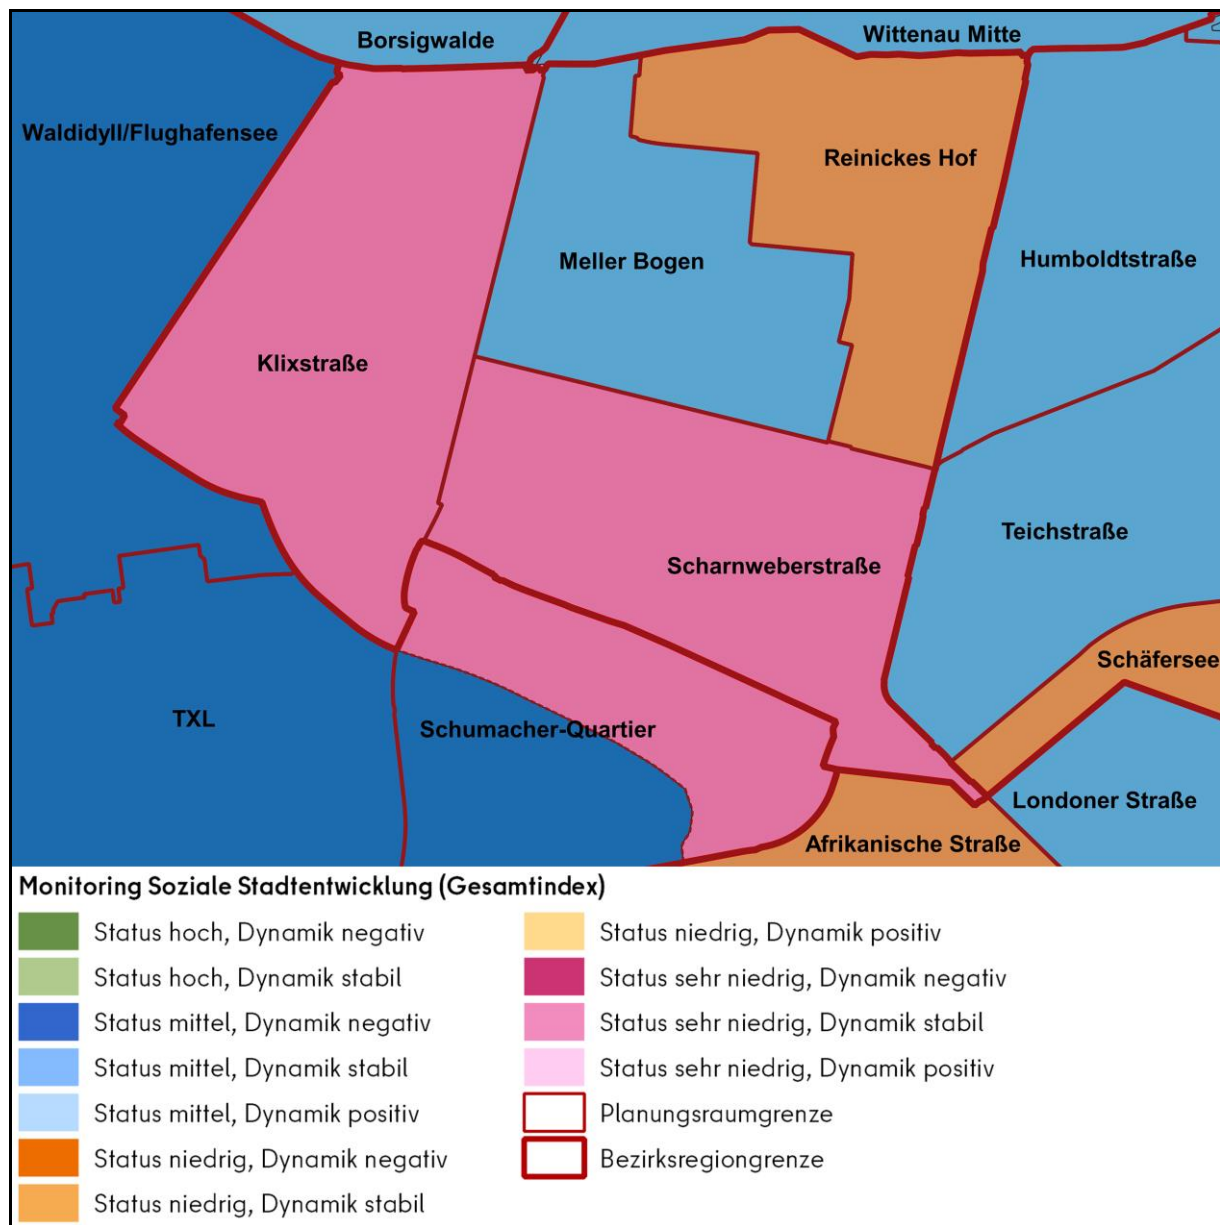 Borsigwalde
Wittenau Mitte
Waldidyll/Flughafensee
Reinickes Hof
Meller Bogen
Humboldtstraße
Klixstraße
Teichstraße
Scharnweberstraße
Schäfersee
TXL
Schumacher-Quartier
Londoner Straße
Afrikanische Straße
Monitoring Soziale Stadtentwicklung (Gesamtindex)
Status hoch, Dynamik negativ
Status hoch, Dynamik stabil
Status mittel, Dynamik negativ
Status mittel, Dynamik stabil
Status mittel, Dynamik positiv
Status niedrig, Dynamik negativ
Status niedrig, Dynamik stabil
Status niedrig, Dynamik positiv
Status sehr niedrig, Dynamik negativ
Status sehr niedrig, Dynamik stabil
Status sehr niedrig, Dynamik positiv
Planungsraumgrenze
Bezirksregiongrenze